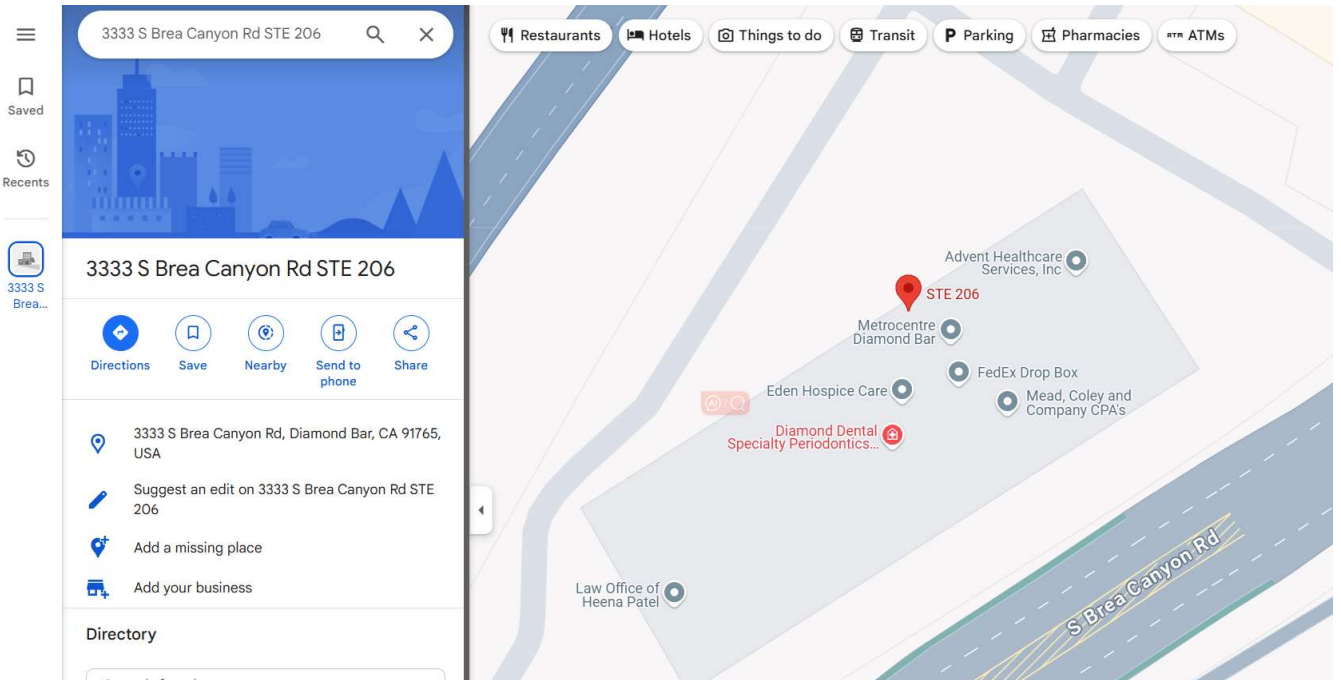 3333 S Brea Canyon Rd STE 206
Restaurants
Hotels
Things to do
Transit
P Parking
Pharmacies
ATM ATMs
Saved
Recents
3333 S
Brea...
3333 S Brea Canyon Rd STE 206
Directions
Save
Nearby
Send to
phone
Share
3333 S Brea Canyon Rd, Diamond Bar, CA 91765,
USA
Suggest an edit on 3333 S Brea Canyon Rd STE
206
Add a missing place
Add your business
Directory
Advent Healthcare
Services, Inc
STE 206
Metrocentre
Diamond Bar
FedEx Drop Box
Eden Hospice Care
Mead, Coley and
Company CPA's
AI
Diamond Dental
Specialty Periodontics...
S Brea Canyon Rd
Law Office of
Heena Patel